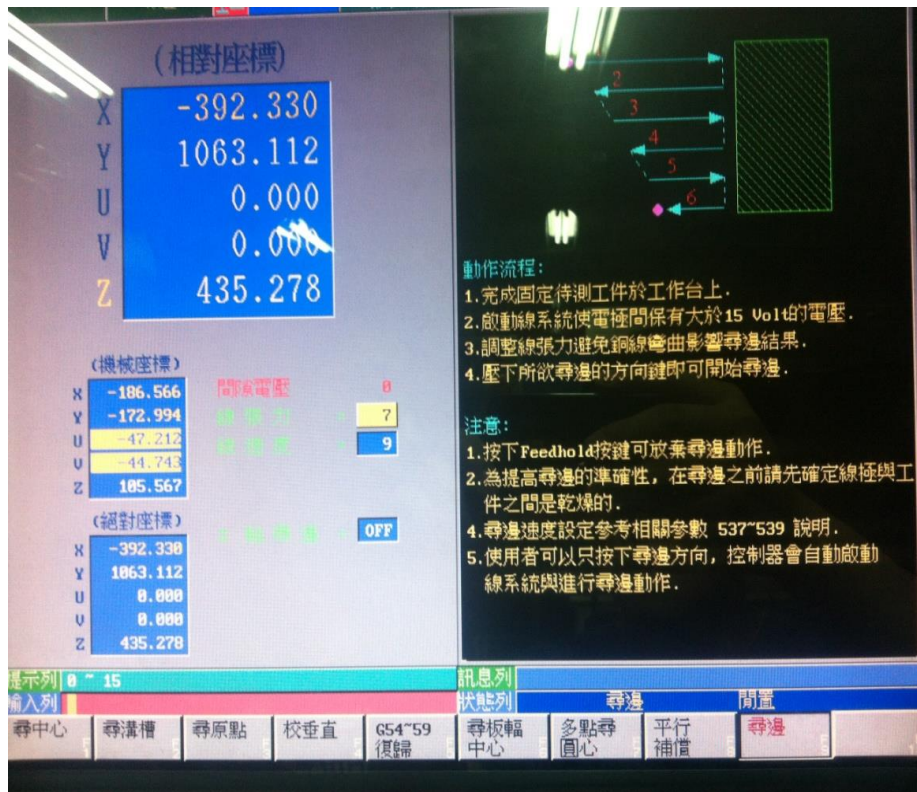 (相對座標)
X -392.330
Y 1063.112
U 0.000
V 0.000
Z 435.278
(機械座標)
X -186.566
Y -172.994
U -47.212
V -44.743
Z 105.567
間隙電壓 0
7
9
(絕對座標)
OFF
X -392.330
Y 1063.112
U 0.000
V 0.000
Z 435.278
2
3
4
5
6
動作流程:
1.完成固定待測工件於工作台上.
2.啟動線系統使電極間保有大於15 Volt的電壓.
3.調整線張力避免銅線彎曲影響尋邊結果.
4.壓下所欲尋邊的方向鍵即可開始尋邊.
注意:
1.按下Feedhold按鍵可放棄尋邊動作.
2.為提高尋邊的準確性, 在尋邊之前請先確定線極與工
件之間是乾燥的.
4.尋邊速度設定參考相關參數 537~539 說明.
5.使用者可以只按下尋邊方向, 控制器會自動啟動
線系統與進行尋邊動作.
提示列 0 ~ 15
訊息列
輸入列
狀態列 尋邊 閒置
尋中心
尋溝槽
尋原點
校垂直
G54~59
復歸
尋板輻
中心
多點尋
圓心
平行
補償
尋邊